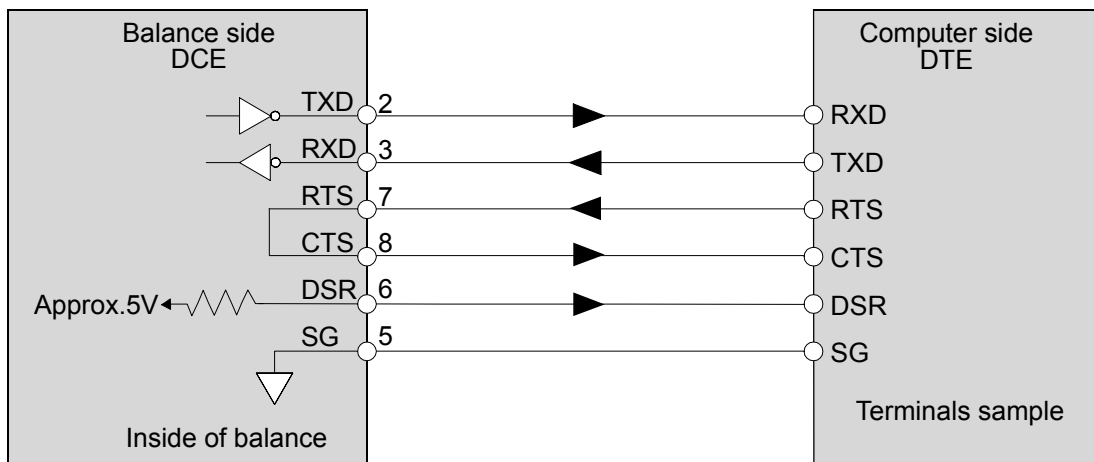 Balance side
DCE
Computer side
DTE
TXD 2 RXD
RXD 3 TXD
RTS 7 RTS
CTS 8 CTS
Approx.5V DSR 6 DSR
SG 5 SG
Inside of balance
Terminals sample